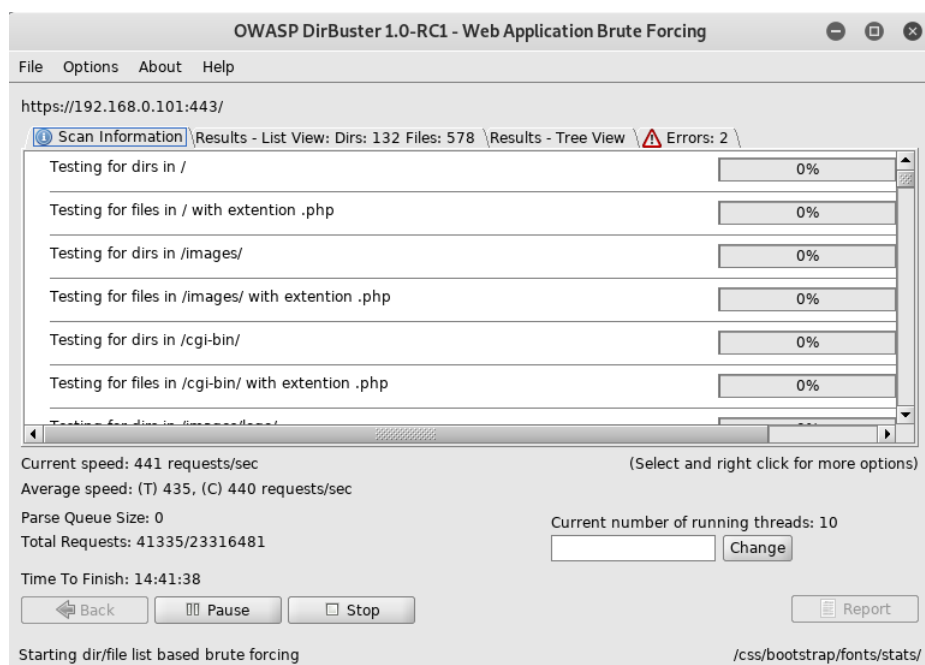 OWASP DirBuster 1.0-RC1 - Web Application Brute Forcing
File Options About Help
https://192.168.0.101:443/
Scan Information Results - List View: Dirs: 132 Files: 578 Results - Tree View Errors: 2
Testing for dirs in / 0%
Testing for files in / with extention .php 0%
Testing for dirs in /images/ 0%
Testing for files in /images/ with extention .php 0%
Testing for dirs in /cgi-bin/ 0%
Testing for files in /cgi-bin/ with extention .php 0%
Current speed: 441 requests/sec (Select and right click for more options)
Average speed: (T) 435, (C) 440 requests/sec
Parse Queue Size: 0
Current number of running threads: 10
Total Requests: 41335/23316481
Change
Time To Finish: 14:41:38
Back Pause Stop Report
Starting dir/file list based brute forcing /css/bootstrap/fonts/stats/